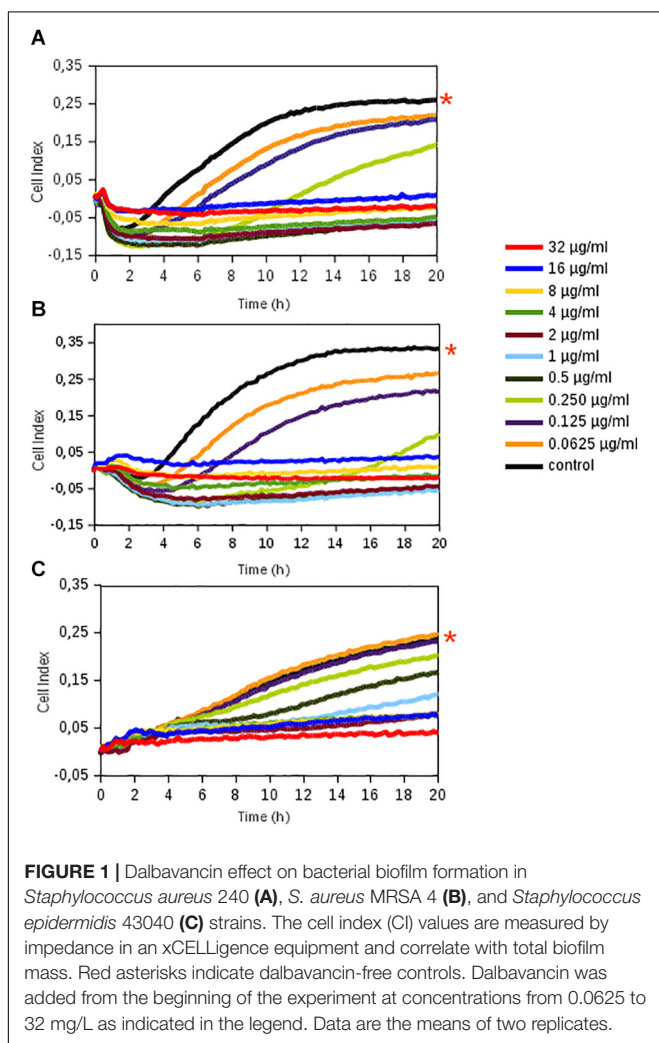 A
0,35
0,25
0,15
0,05
-0,05
-0,15
Cell Index
0 2 4 6 8 10 12 14 16 18 20
Time (h)
*
B
0,35
0,25
0,15
0,05
-0,05
-0,15
Cell Index
0 2 4 6 8 10 12 14 16 18 20
Time (h)
*
C
0,35
0,25
0,15
0,05
-0,05
Cell Index
0 2 4 6 8 10 12 14 16 18 20
Time (h)
*
32 µg/ml
16 µg/ml
8 µg/ml
4 µg/ml
2 µg/ml
1 µg/ml
0.5 µg/ml
0.250 µg/ml
0.125 µg/ml
0.0625 µg/ml
control
FIGURE 1 | Dalbavancin effect on bacterial biofilm formation in
Staphylococcus aureus 240 (A), S. aureus MRSA 4 (B), and Staphylococcus
epidermidis 43040 (C) strains. The cell index (CI) values are measured by
impedance in an xCELLigence equipment and correlate with total biofilm
mass. Red asterisks indicate dalbavancin-free controls. Dalbavancin was
added from the beginning of the experiment at concentrations from 0.0625 to
32 mg/L as indicated in the legend. Data are the means of two replicates.